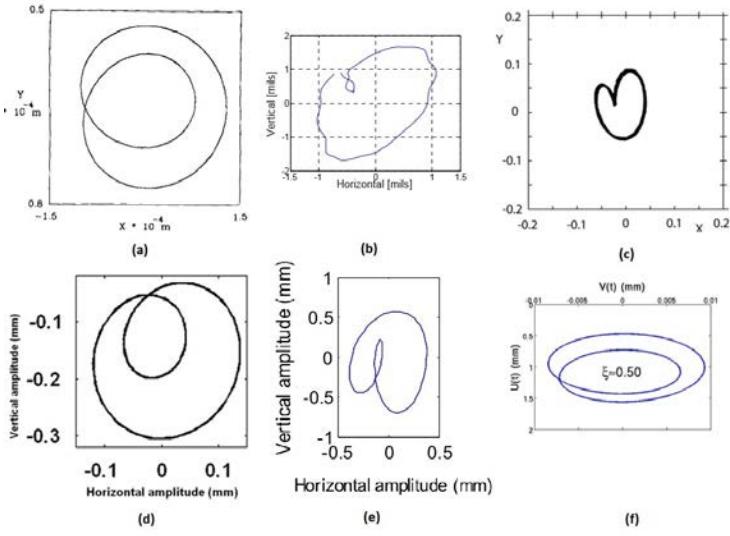 0.5
Y
* 10⁻⁴ m
0.8
-1.5
X * 10⁻⁴ m
1.5
(a)
2
1
0
-1
-2
Vertical [mils]
-1.5
-1
0
1
1.5
Horizontal [mils]
(b)
0.2
Y
0.1
0
-0.1
-0.2
-0.2
-0.1
0
0.1
0.2
X
(c)
-0.1
-0.2
-0.3
Vertical amplitude (mm)
-0.1
0
0.1
Horizontal amplitude (mm)
(d)
1
0.5
0
-0.5
-1
Vertical amplitude (mm)
-0.5
0
0.5
Horizontal amplitude (mm)
(e)
V(t) (mm)
-0.01
-0.005
0
0.005
0.01
0
0.5
1.0
1.5
2
U(t) (mm)
ξ=0.50
(f)